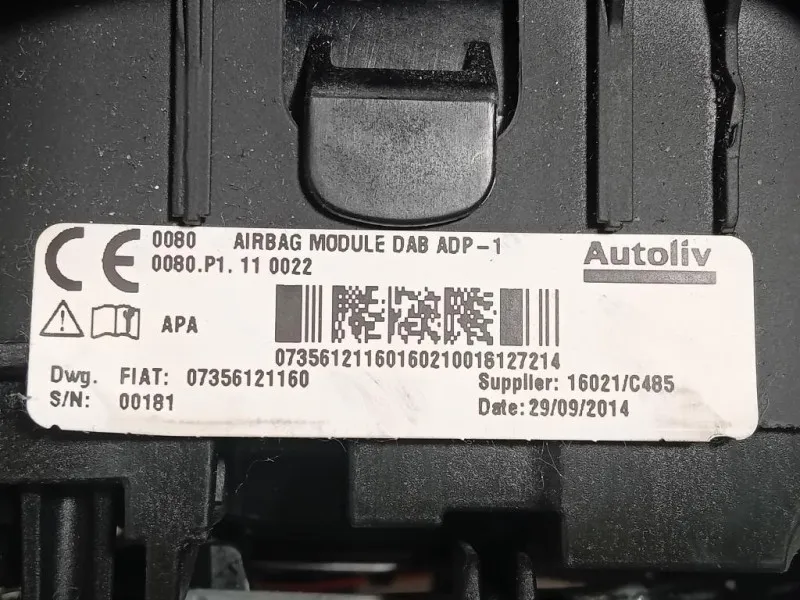 CE 0080 AIRBAG MODULE DAB ADP-1
0080.P1. 11 0022
Autoliv
APA
07356121160160210016127214
Dwg. FIAT: 07356121160
Supplier: 16021/C485
S/N: 00181
Date: 29/09/2014